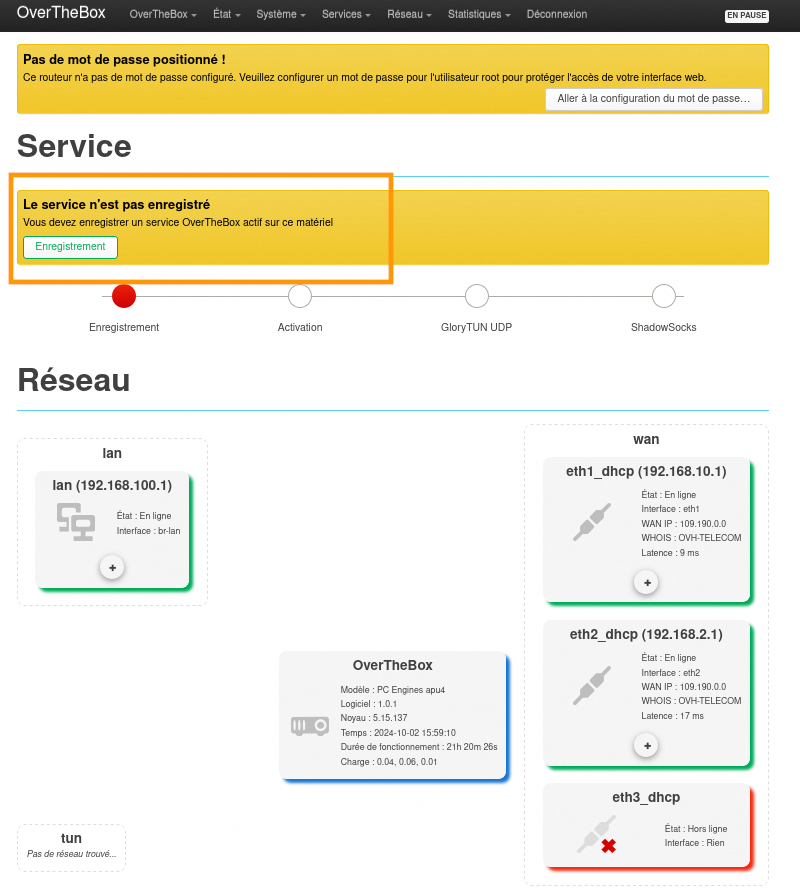 OverTheBox
OverTheBox État Système Services Réseau Statistiques Déconnexion EN PAUSE
Pas de mot de passe positionné !
Ce routeur n'a pas de mot de passe configuré. Veuillez configurer un mot de passe pour l'utilisateur root pour protéger l'accès de votre interface web.
Aller à la configuration du mot de passe…
Service
Le service n'est pas enregistré
Vous devez enregistrer un service OverTheBox actif sur ce matériel
Enregistrement
Enregistrement Activation GloryTUN UDP ShadowSocks
Réseau
lan
lan (192.168.100.1)
État : En ligne
Interface : br-lan
+
wan
eth1_dhcp (192.168.10.1)
État : En ligne
Interface : eth1
WAN IP : 109.190.0.0
WHOIS : OVH-TELECOM
Latence : 9 ms
+
eth2_dhcp (192.168.2.1)
État : En ligne
Interface : eth2
WAN IP : 109.190.0.0
WHOIS : OVH-TELECOM
Latence : 17 ms
+
OverTheBox
Modèle : PC Engines apu4
Logiciel : 1.0.1
Noyau : 5.15.137
Temps : 2024-10-02 15:59:10
Durée de fonctionnement : 21h 20m 26s
Charge : 0.04, 0.06, 0.01
eth3_dhcp
État : Hors ligne
Interface : Rien
tun
Pas de réseau trouvé...